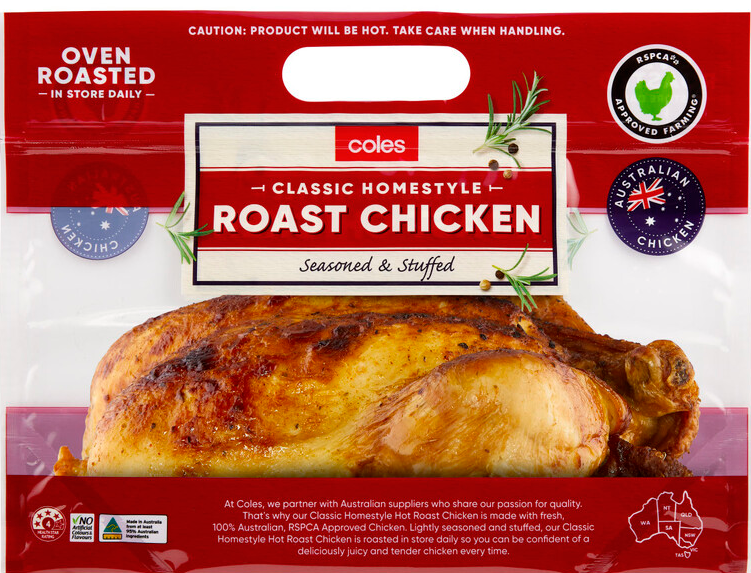 CAUTION: PRODUCT WILL BE HOT. TAKE CARE WHEN HANDLING.
OVEN
ROASTED
IN STORE DAILY
RSPCA
APPROVED FARMING
coles
CLASSIC HOMESTYLE
ROAST CHICKEN
Seasoned & Stuffed
AUSTRALIAN
CHICKEN
CHICKEN
At Coles, we partner with Australian suppliers who share our passion for quality.
That's why our Classic Homestyle Hot Roast Chicken is made with fresh,
100% Australian, RSPCA Approved Chicken. Lightly seasoned and stuffed, our Classic
Homestyle Hot Roast Chicken is roasted in store daily so you can be confident of a
deliciously juicy and tender chicken every time.
4
HEALTH STAR
RATING
NO
Artificial
Colours &
Flavours
Made in Australia
from at least
95% Australian
ingredients
WA
NT
QLD
SA
NSW
VIC
TAS